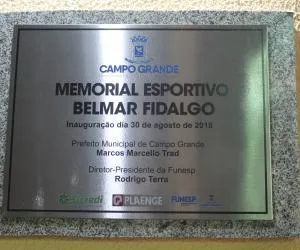 CAMPO GRANDE
MEMORIAL ESPORTIVO
BELMAR FIDALGO
Inauguração dia 30 de agosto de 2018
Prefeito Municipal de Campo Grande
Marcos Marcello Trad
Diretor-Presidente da Funesp
Rodrigo Terra
Sicredi PLAENGE FUNESP